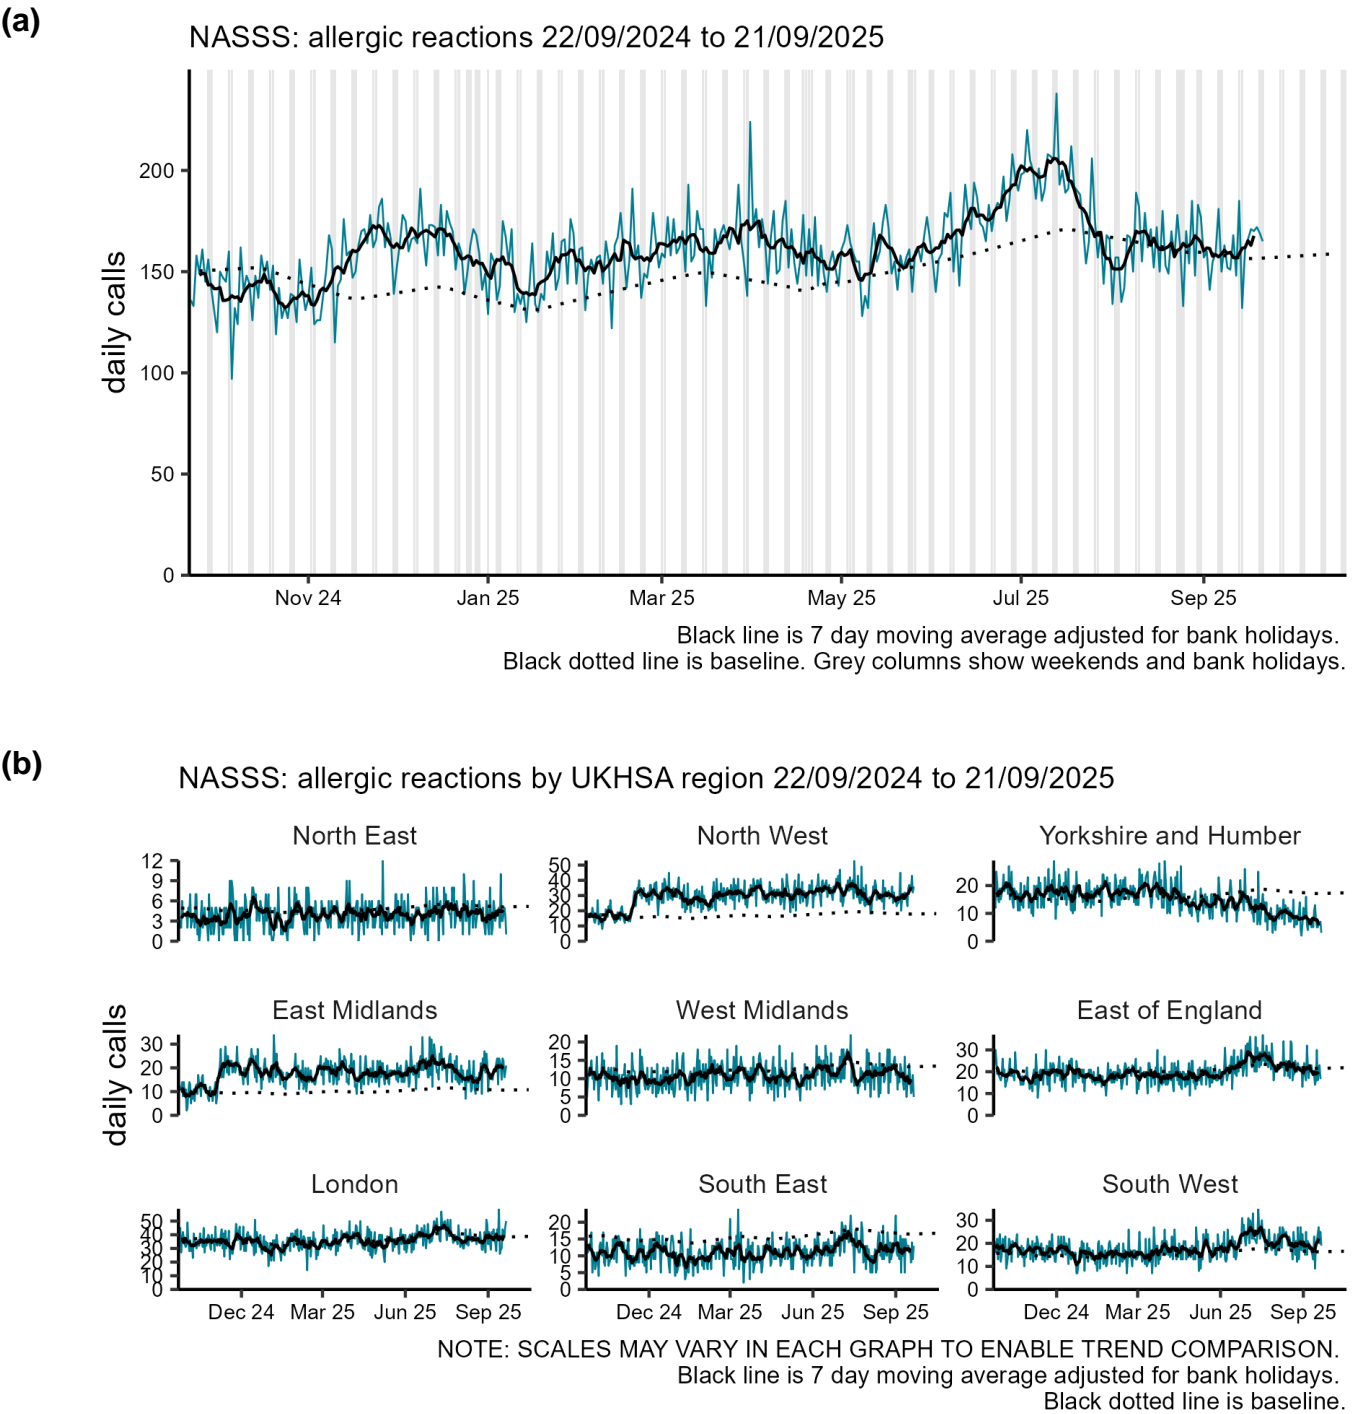 (a)
NASSS: allergic reactions 22/09/2024 to 21/09/2025
daily calls
200
150
100
50
0
Nov 24 Jan 25 Mar 25 May 25 Jul 25 Sep 25
Black line is 7 day moving average adjusted for bank holidays.
Black dotted line is baseline. Grey columns show weekends and bank holidays.
(b)
NASSS: allergic reactions by UKHSA region 22/09/2024 to 21/09/2025
daily calls
North East
12
9
6
3
0
North West
50
40
30
20
10
0
Yorkshire and Humber
20
10
0
East Midlands
30
20
10
0
West Midlands
20
15
10
5
0
East of England
30
20
10
0
London
50
40
30
20
10
0
South East
20
15
10
5
0
South West
30
20
10
0
Dec 24 Mar 25 Jun 25 Sep 25
Dec 24 Mar 25 Jun 25 Sep 25
Dec 24 Mar 25 Jun 25 Sep 25
NOTE: SCALES MAY VARY IN EACH GRAPH TO ENABLE TREND COMPARISON.
Black line is 7 day moving average adjusted for bank holidays.
Black dotted line is baseline.